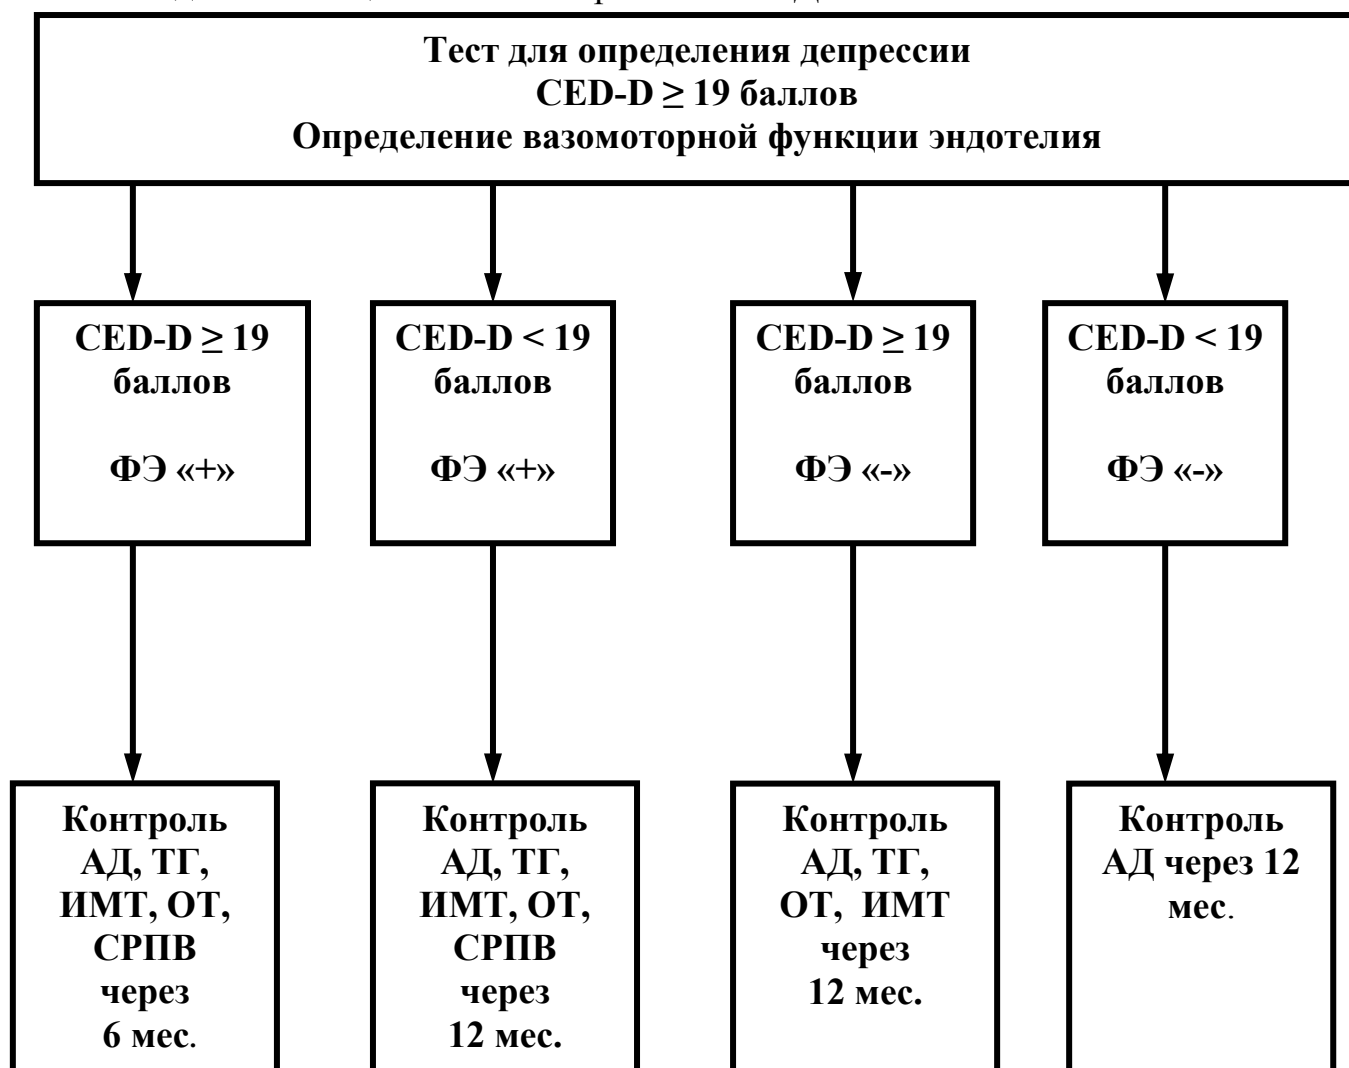 Тест для определения депрессии
CED-D ≥ 19 баллов
Определение вазомоторной функции эндотелия
CED-D ≥ 19
баллов
ФЭ «+»
CED-D < 19
баллов
ФЭ «+»
CED-D ≥ 19
баллов
ФЭ «-»
CED-D < 19
баллов
ФЭ «-»
Контроль
АД, ТГ,
ИМТ, ОТ,
СРПВ
через
6 мес.
Контроль
АД, ТГ,
ИМТ, ОТ,
СРПВ
через
12 мес.
Контроль
АД, ТГ,
ОТ, ИМТ
через
12 мес.
Контроль
АД через 12
мес.